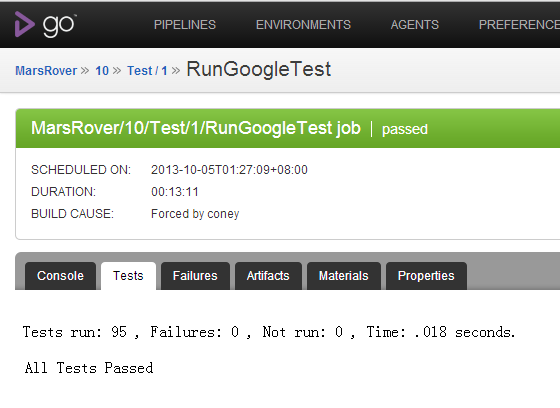 go™ PIPELINES ENVIRONMENTS AGENTS PREFERENCE
MarsRover » 10 » Test / 1 » RunGoogleTest
MarsRover/10/Test/1/RunGoogleTest job | passed
SCHEDULED ON: 2013-10-05T01:27:09+08:00
DURATION: 00:13:11
BUILD CAUSE: Forced by coney
Console Tests Failures Artifacts Materials Properties
Tests run: 95 , Failures: 0 , Not run: 0 , Time: .018 seconds.
All Tests Passed